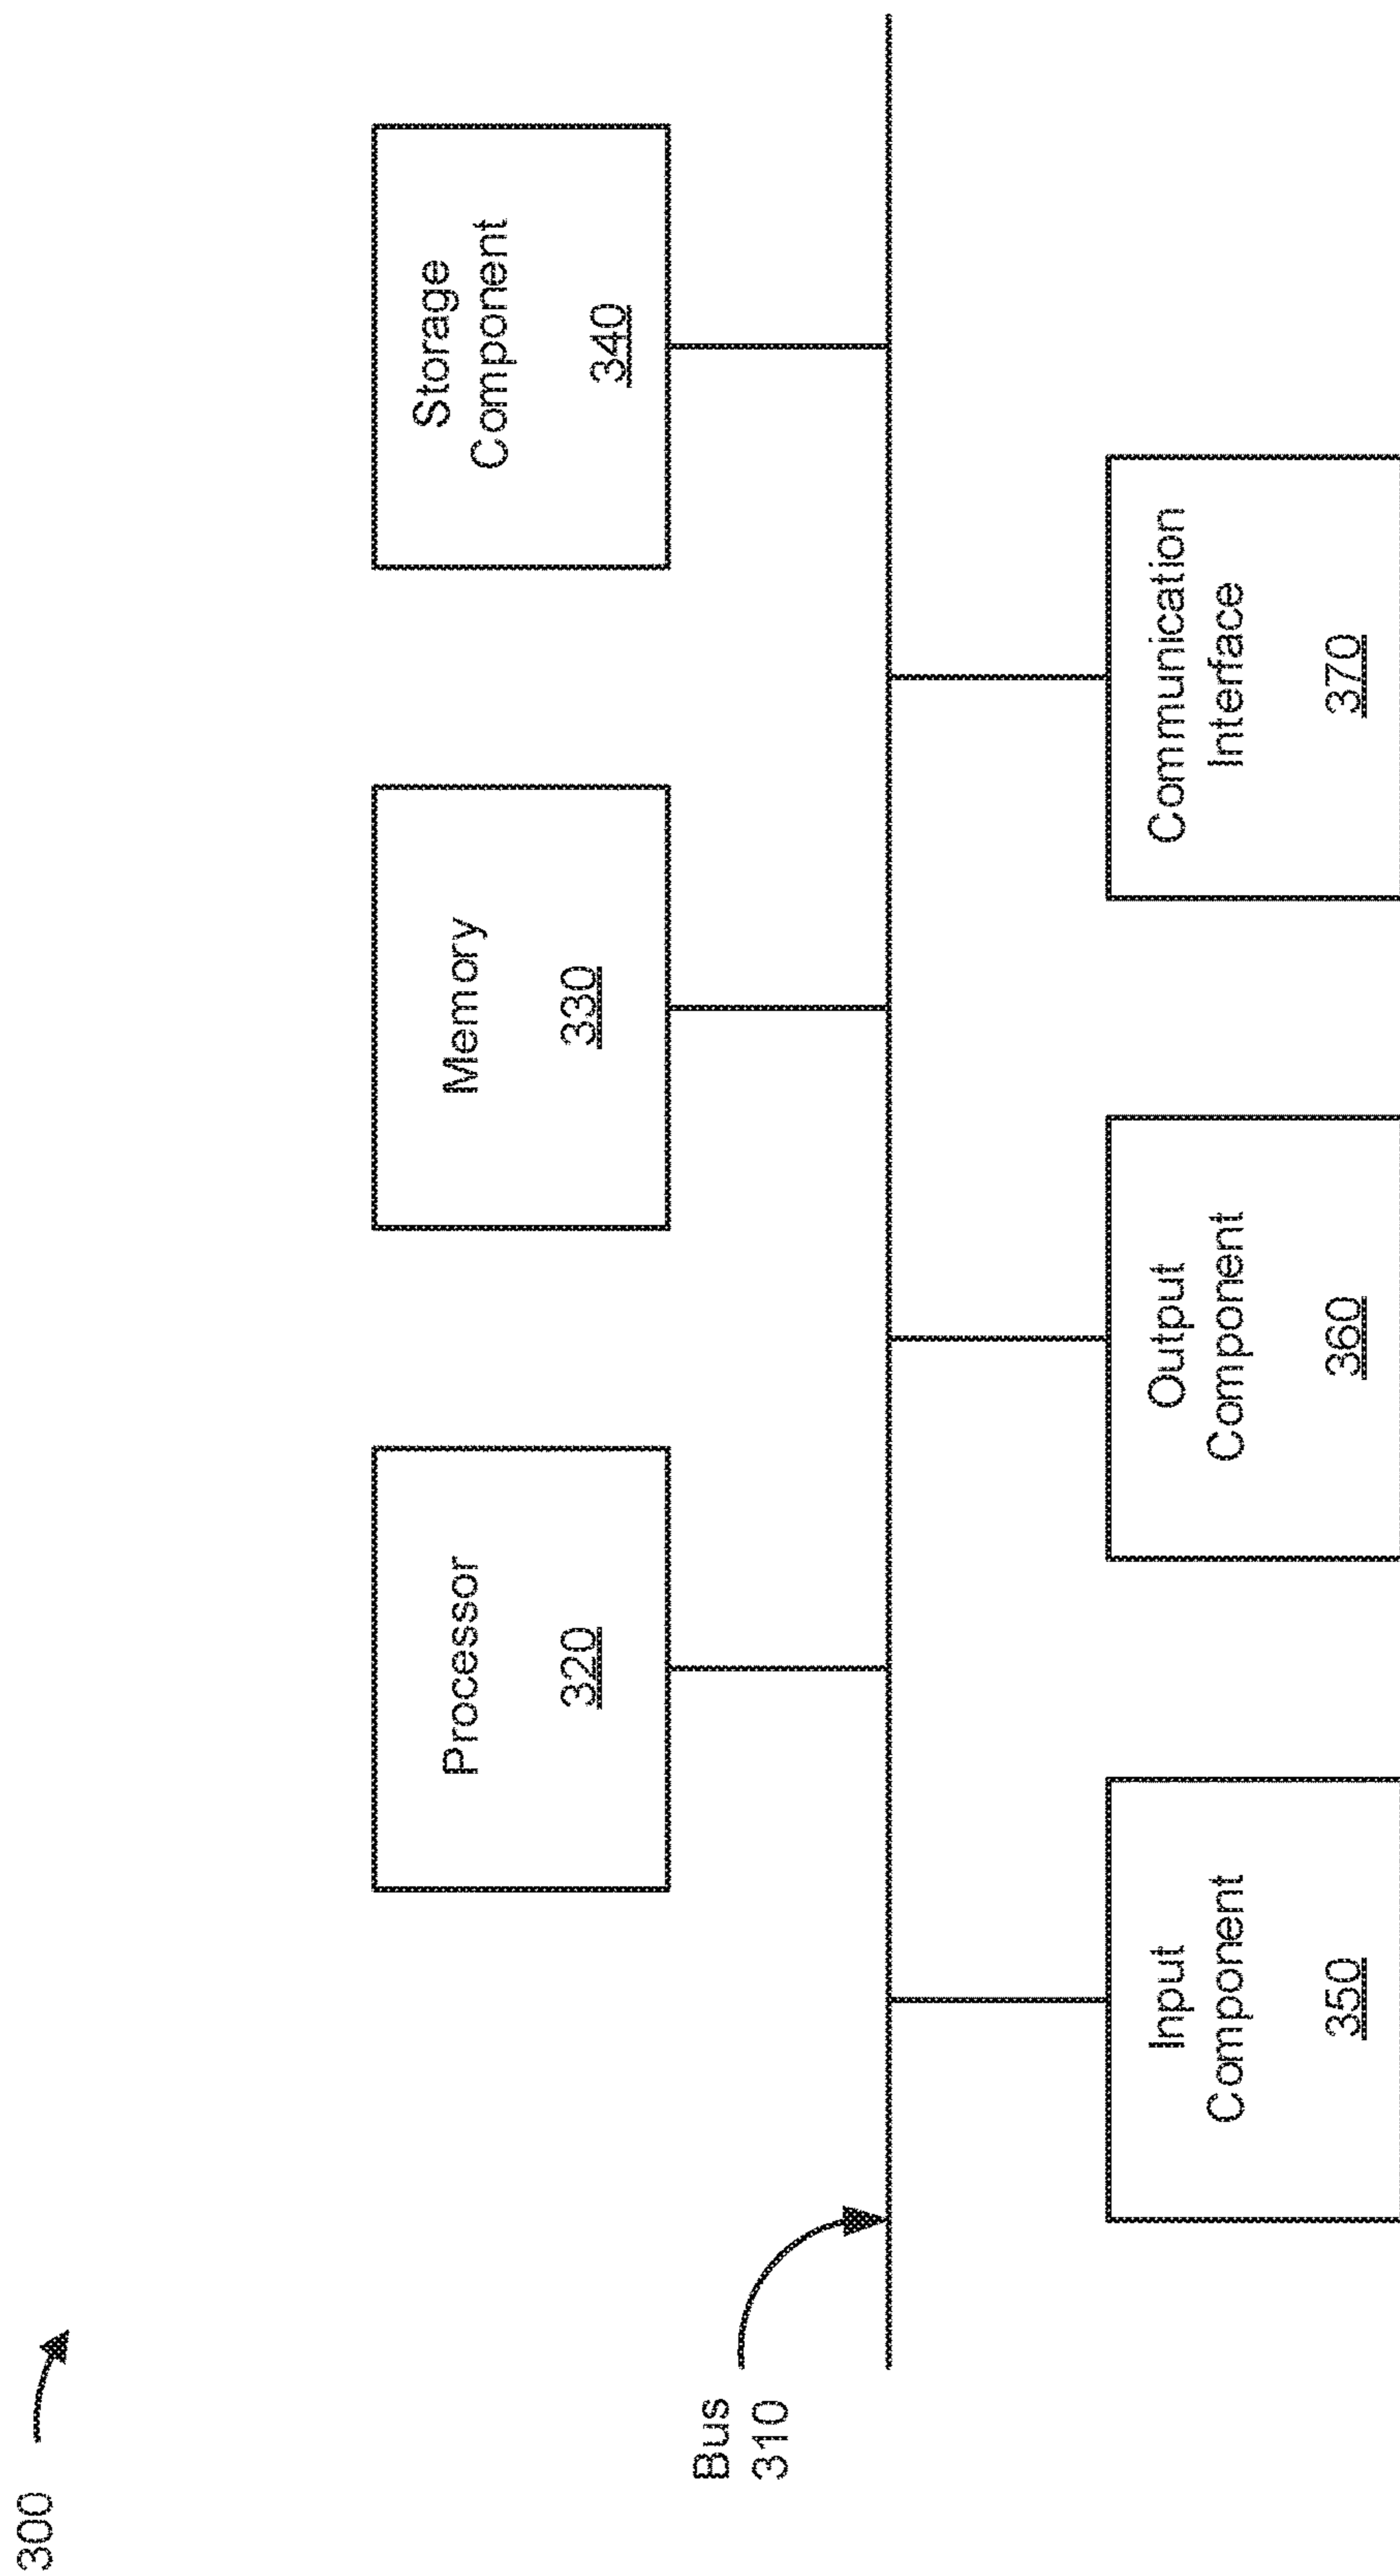 300
Processor
320
Memory
330
Storage
Component
340
Bus
310
Input
Component
350
Output
Component
360
Communication
Interface
370